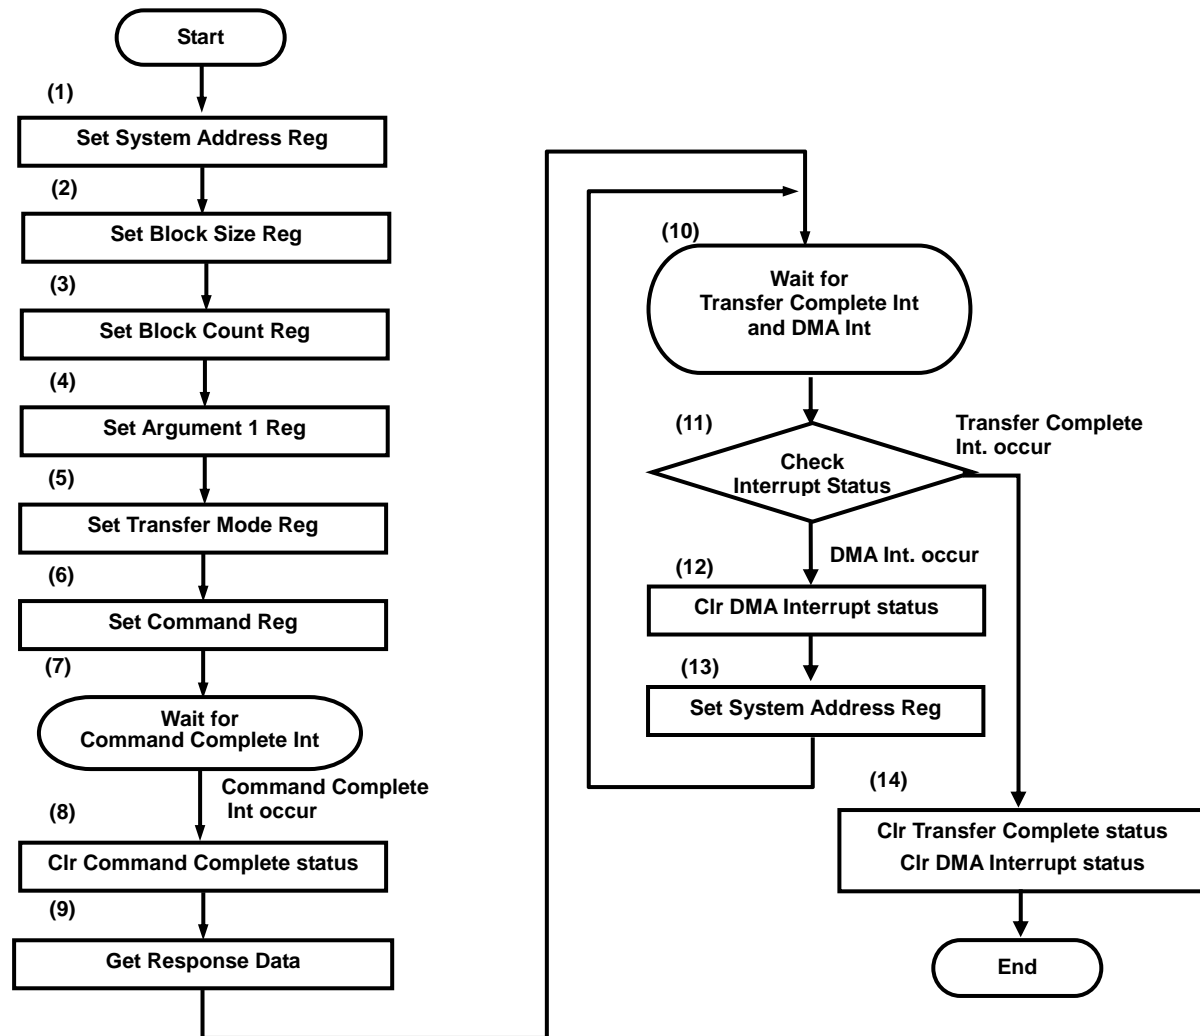 Start
(1)
Set System Address Reg
(2)
Set Block Size Reg
(3)
Set Block Count Reg
(4)
Set Argument 1 Reg
(5)
Set Transfer Mode Reg
(6)
Set Command Reg
(7)
Wait for
Command Complete Int
Command Complete
Int occur
(8)
Clr Command Complete status
(9)
Get Response Data
(10)
Wait for
Transfer Complete Int
and DMA Int
(11)
Check
Interrupt Status
Transfer Complete
Int. occur
DMA Int. occur
(12)
Clr DMA Interrupt status
(13)
Set System Address Reg
(14)
Clr Transfer Complete status
Clr DMA Interrupt status
End